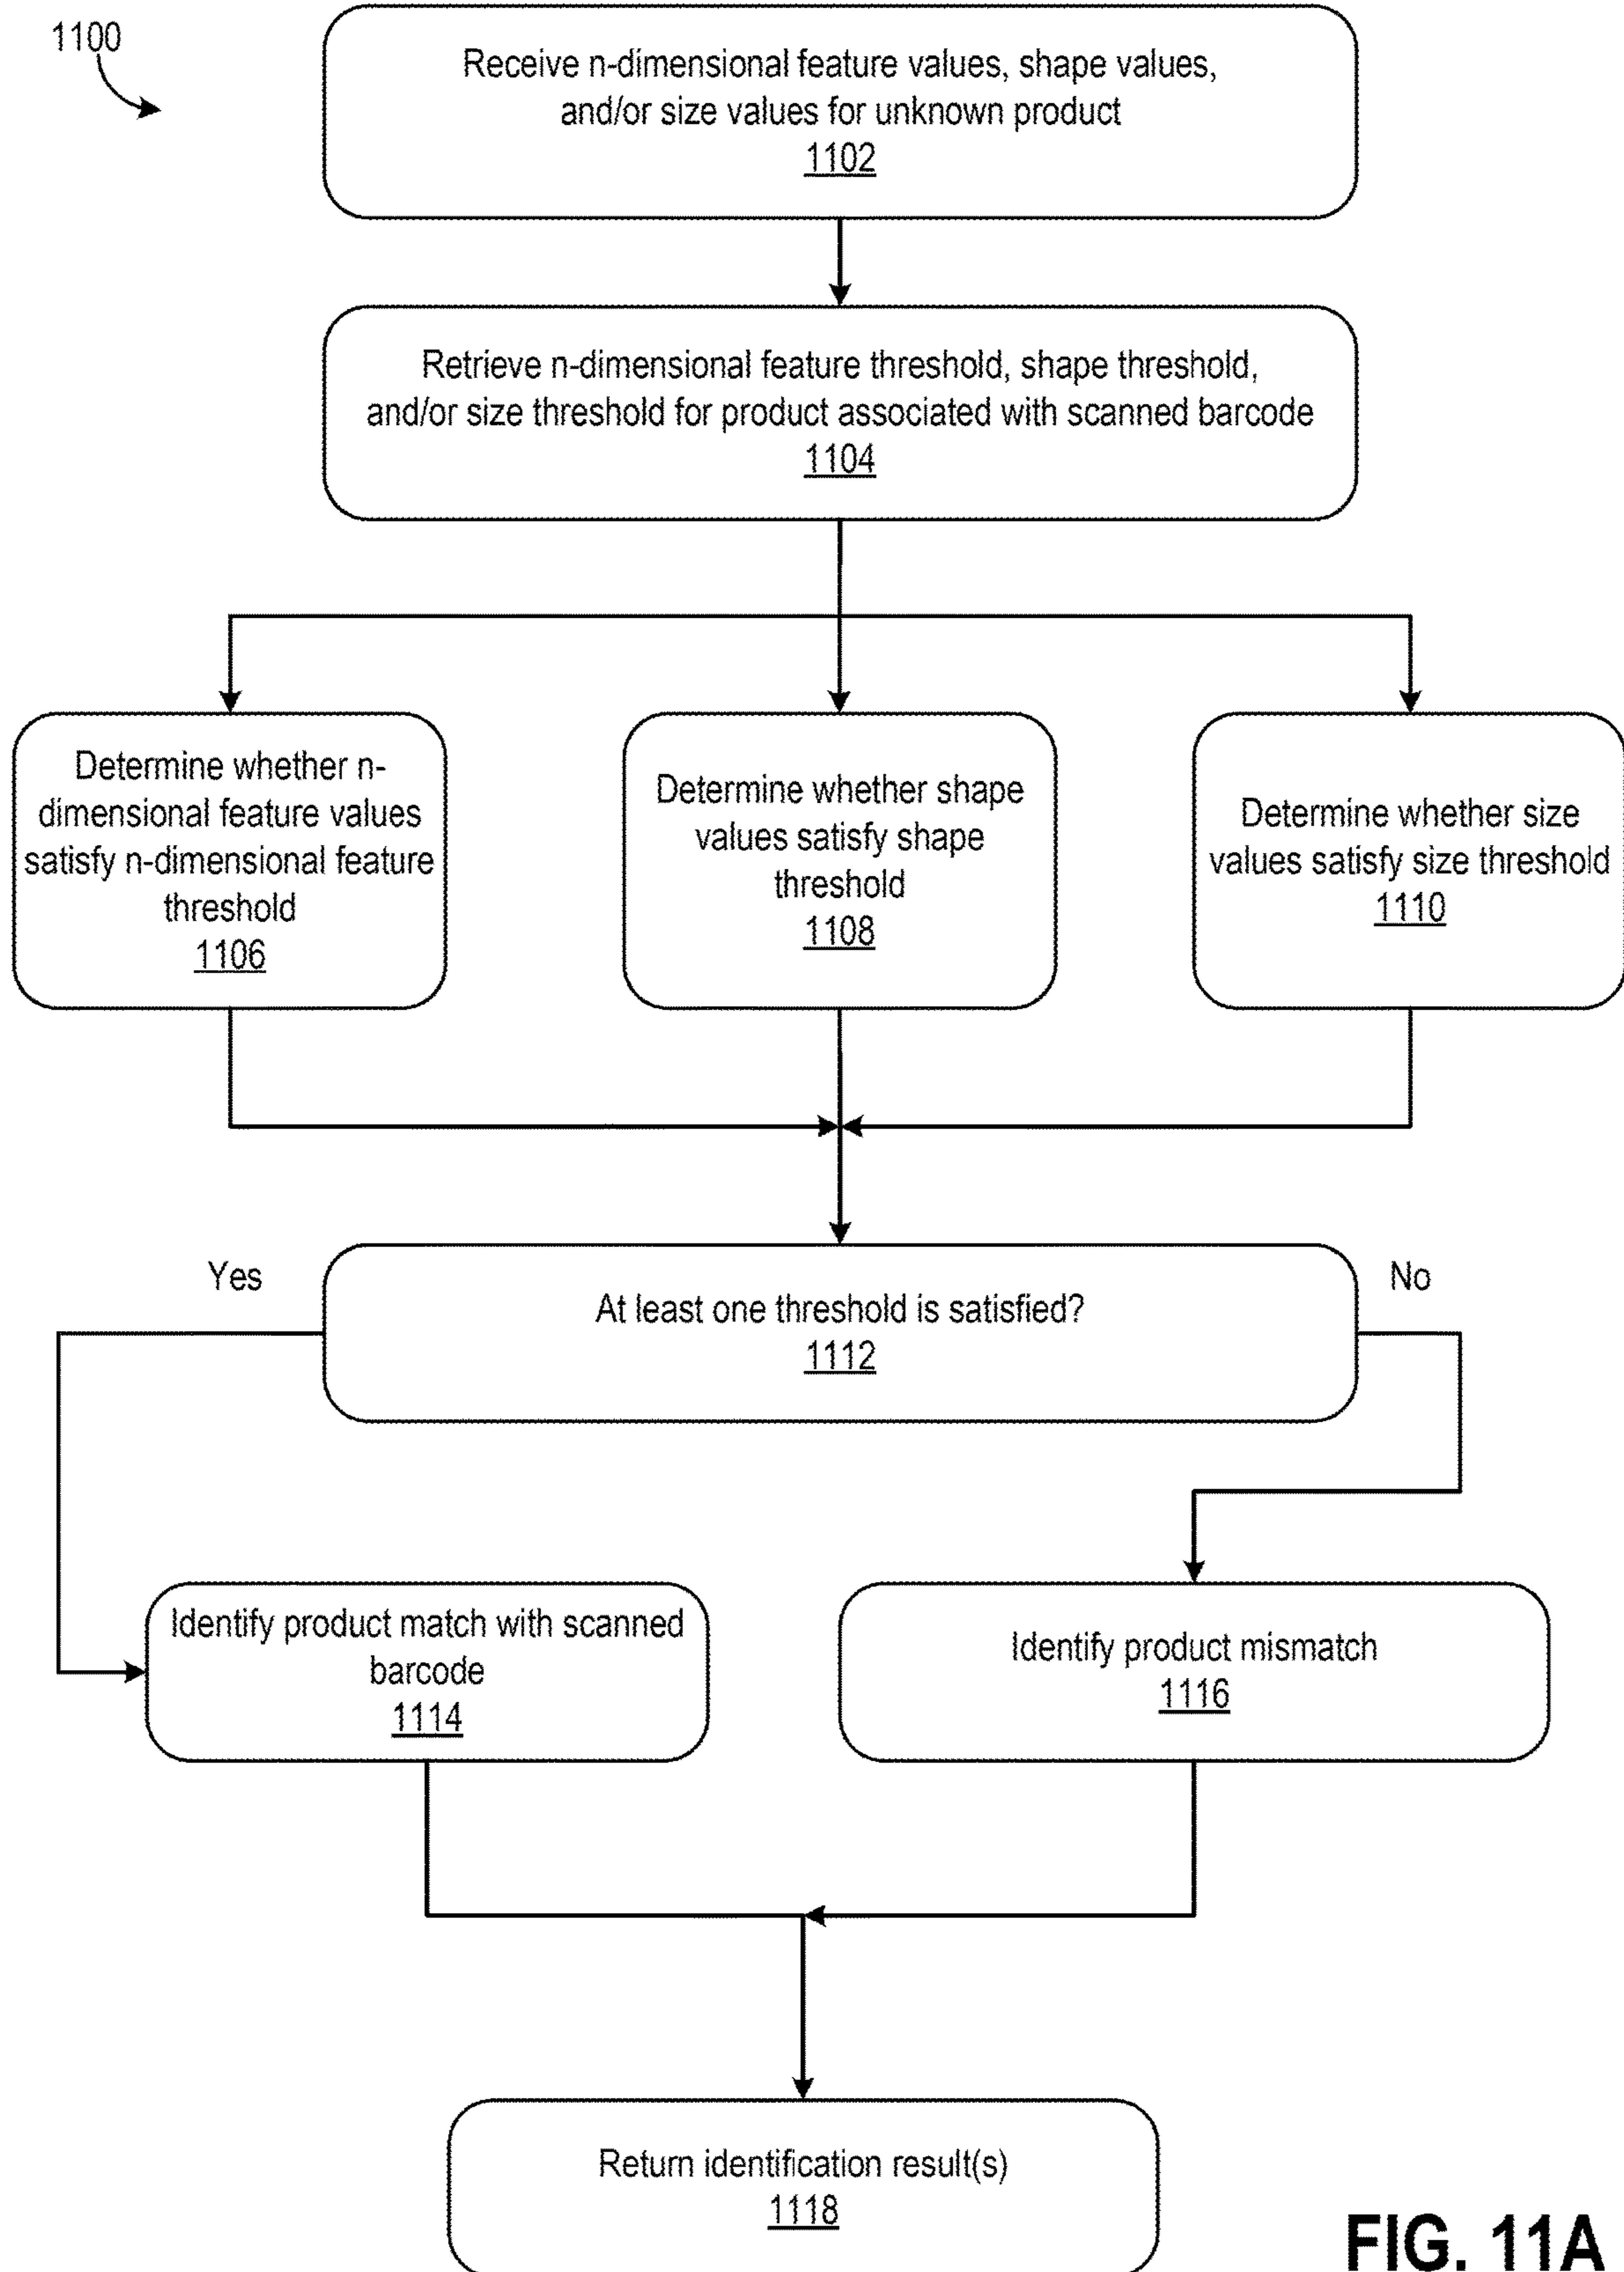 1100
Receive n-dimensional feature values, shape values,
and/or size values for unknown product
1102
Retrieve n-dimensional feature threshold, shape threshold,
and/or size threshold for product associated with scanned barcode
1104
Determine whether n-
dimensional feature values
satisfy n-dimensional feature
threshold
1106
Determine whether shape
values satisfy shape
threshold
1108
Determine whether size
values satisfy size threshold
1110
Yes
At least one threshold is satisfied?
1112
No
Identify product match with scanned
barcode
1114
Identify product mismatch
1116
Return identification result(s)
1118
FIG. 11A